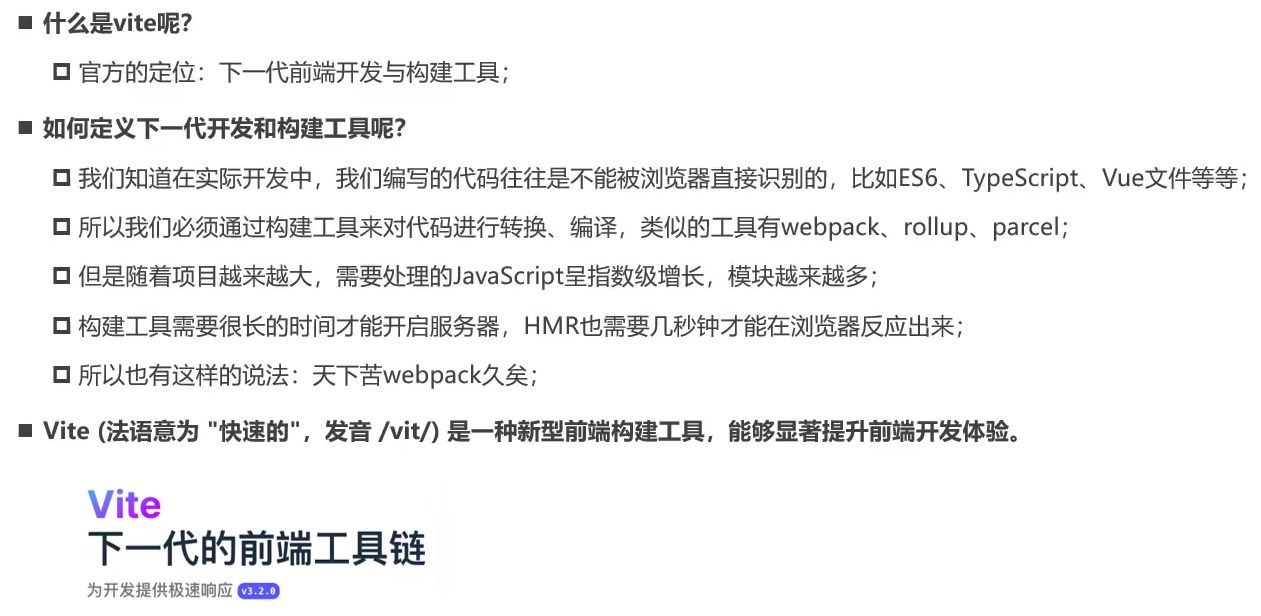 什么是vite呢?
官方的定位：下一代前端开发与构建工具；
如何定义下一代开发和构建工具呢?
我们知道在实际开发中，我们编写的代码往往是不能被浏览器直接识别的，比如ES6、TypeScript、Vue文件等等；
所以我们必须通过构建工具来对代码进行转换、编译，类似的工具有webpack、rollup、parcel；
但是随着项目越来越大，需要处理的JavaScript呈指数级增长，模块越来越多；
构建工具需要很长的时间才能开启服务器，HMR也需要几秒钟才能在浏览器反应出来；
所以也有这样的说法：天下苦webpack久矣；
Vite (法语意为 "快速的"，发音 /vit/) 是一种新型前端构建工具，能够显著提升前端开发体验。
Vite
下一代的前端工具链
为开发提供极速响应 v3.2.0